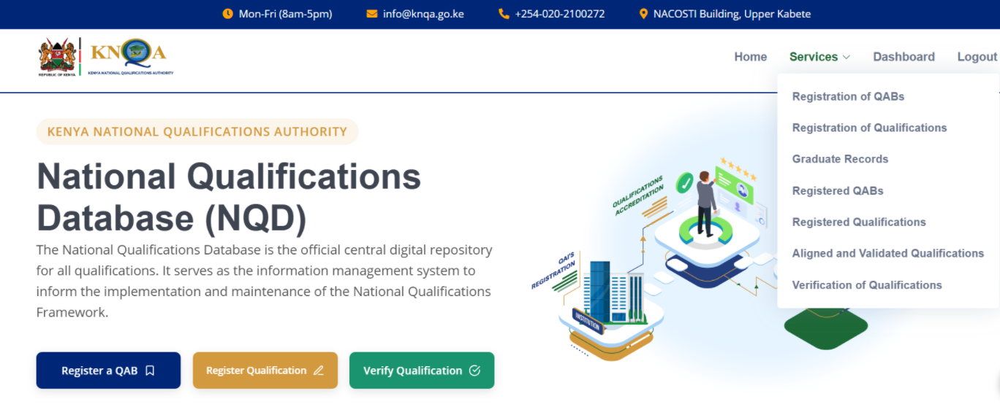 Mon-Fri (8am-5pm) info@knqa.go.ke +254-020-2100272 NACOSTI Building, Upper Kabete
REPUBLIC OF KENYA
KNQA
KENYA NATIONAL QUALIFICATIONS AUTHORITY
Home Services Dashboard Logout
Registration of QABs
Registration of Qualifications
Graduate Records
Registered QABs
Registered Qualifications
Aligned and Validated Qualifications
Verification of Qualifications
KENYA NATIONAL QUALIFICATIONS AUTHORITY
National Qualifications
Database (NQD)
The National Qualifications Database is the official central digital repository
for all qualifications. It serves as the information management system to
inform the implementation and maintenance of the National Qualifications
Framework.
Register a QAB Register Qualification Verify Qualification
QUALIFICATIONS
ACCREDITATION
QAI'S
REGISTRATION
INSTITUTION